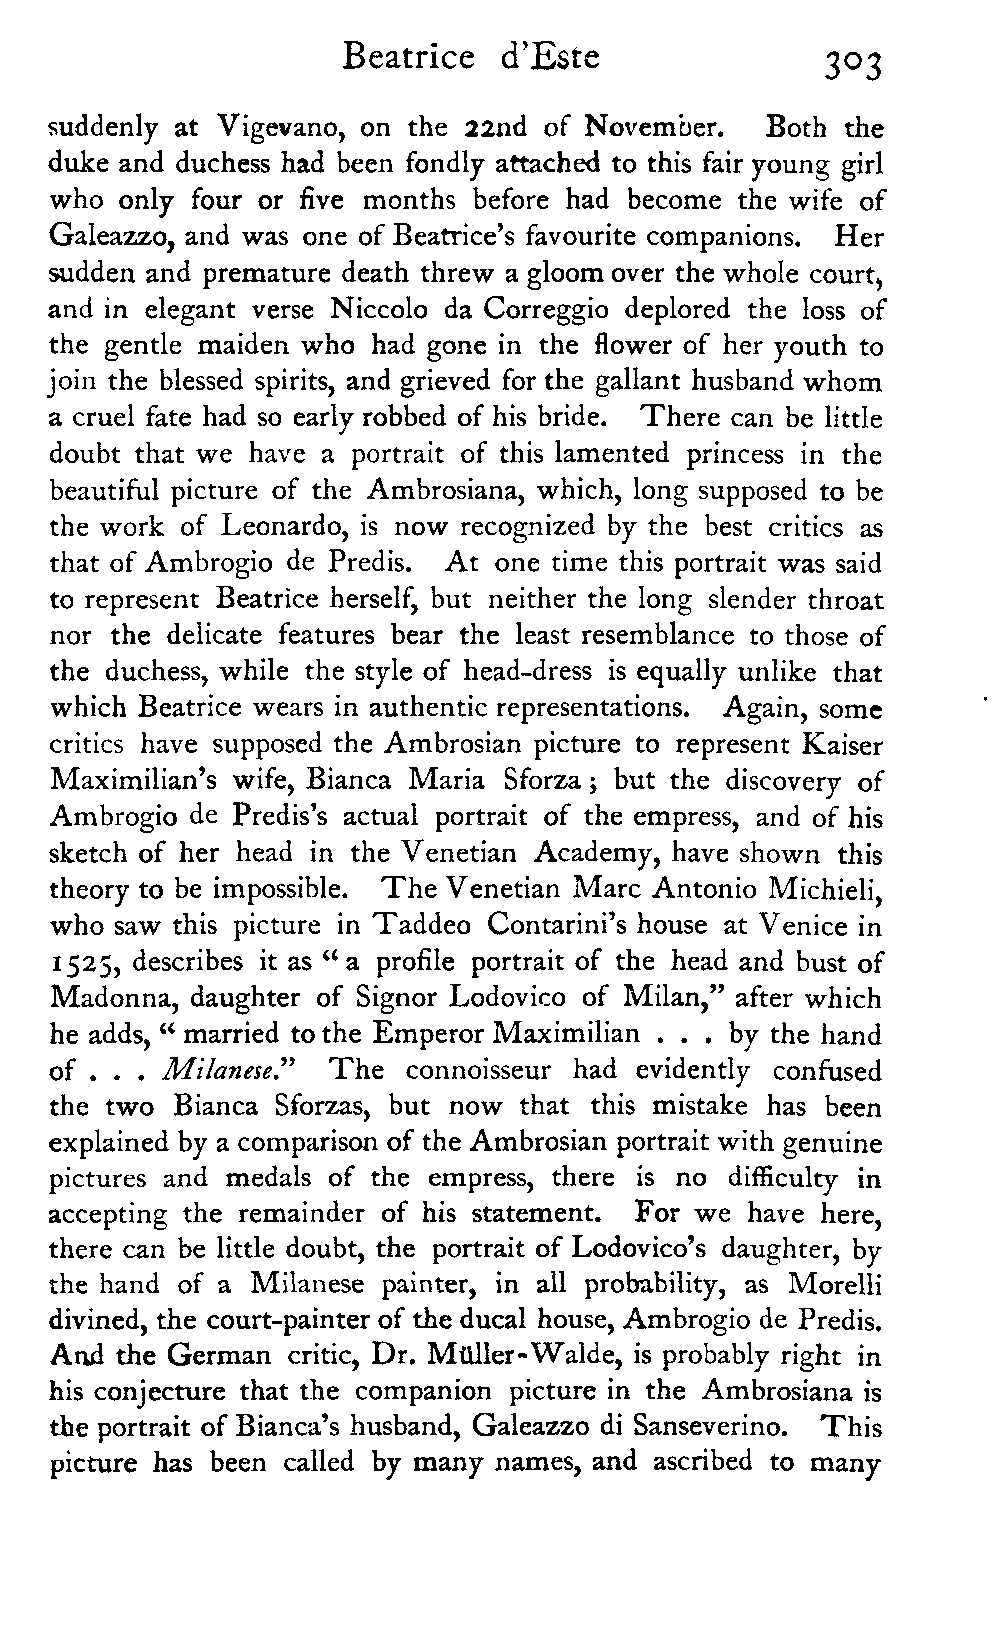 Beatrice d'Este 303
suddenly at Vigevano, on the 22nd of November. Both the
duke and duchess had been fondly attached to this fair young girl
who only four or five months before had become the wife of
Galeazzo, and was one of Beatrice's favourite companions. Her
sudden and premature death threw a gloom over the whole court,
and in elegant verse Niccolo da Correggio deplored the loss of
the gentle maiden who had gone in the flower of her youth to
join the blessed spirits, and grieved for the gallant husband whom
a cruel fate had so early robbed of his bride. There can be little
doubt that we have a portrait of this lamented princess in the
beautiful picture of the Ambrosiana, which, long supposed to be
the work of Leonardo, is now recognized by the best critics as
that of Ambrogio de Predis. At one time this portrait was said
to represent Beatrice herself, but neither the long slender throat
nor the delicate features bear the least resemblance to those of
the duchess, while the style of head-dress is equally unlike that
which Beatrice wears in authentic representations. Again, some
critics have supposed the Ambrosian picture to represent Kaiser
Maximilian's wife, Bianca Maria Sforza; but the discovery of
Ambrogio de Predis's actual portrait of the empress, and of his
sketch of her head in the Venetian Academy, have shown this
theory to be impossible. The Venetian Marc Antonio Michieli,
who saw this picture in Taddeo Contarini's house at Venice in
1525, describes it as "a profile portrait of the head and bust of
Madonna, daughter of Signor Lodovico of Milan," after which
he adds, "married to the Emperor Maximilian . . . by the hand
of . . . Milanese." The connoisseur had evidently confused
the two Bianca Sforzas, but now that this mistake has been
explained by a comparison of the Ambrosian portrait with genuine
pictures and medals of the empress, there is no difficulty in
accepting the remainder of his statement. For we have here,
there can be little doubt, the portrait of Lodovico's daughter, by
the hand of a Milanese painter, in all probability, as Morelli
divined, the court-painter of the ducal house, Ambrogio de Predis.
And the German critic, Dr. Müller-Walde, is probably right in
his conjecture that the companion picture in the Ambrosiana is
the portrait of Bianca's husband, Galeazzo di Sanseverino. This
picture has been called by many names, and ascribed to many